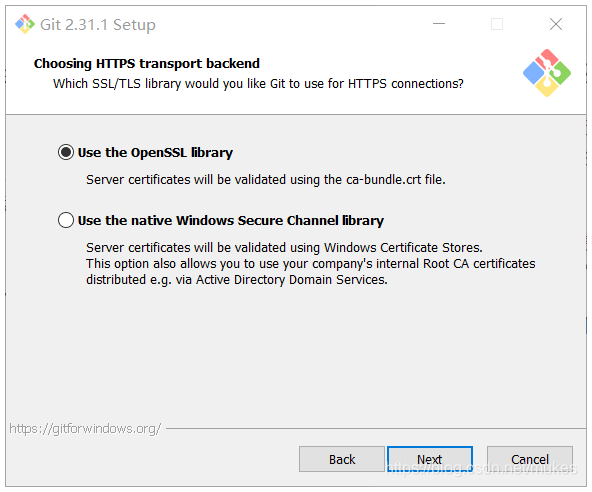 Git 2.31.1 Setup
Choosing HTTPS transport backend
Which SSL/TLS library would you like Git to use for HTTPS connections?
Use the OpenSSL library
Server certificates will be validated using the ca-bundle.crt file.
Use the native Windows Secure Channel library
Server certificates will be validated using Windows Certificate Stores.
This option also allows you to use your company's internal Root CA certificates
distributed e.g. via Active Directory Domain Services.
https://gitforwindows.org/
Back Next Cancel
https://blog.csdn.net/mukes